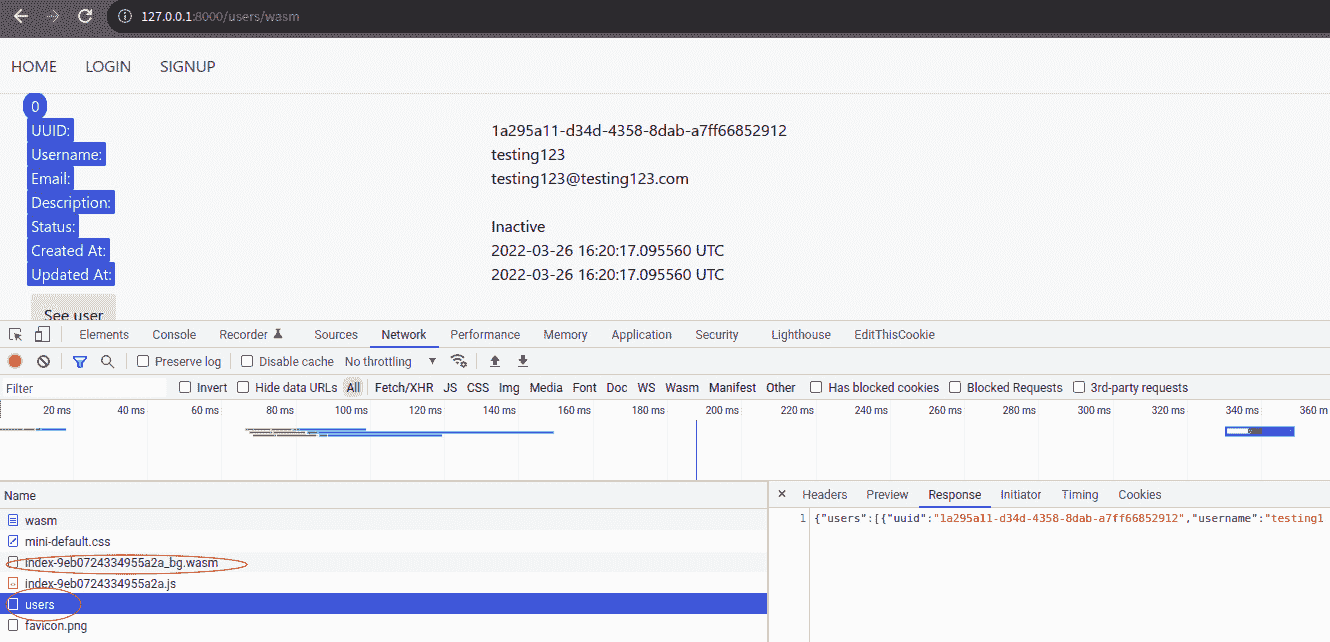 127.0.0.1:8000/users/wasm
HOME LOGIN SIGNUP
0
UUID: 1a295a11-d34d-4358-8dab-a7ff66852912
Username: testing123
Email: testing123@testing123.com
Description:
Status: Inactive
Created At: 2022-03-26 16:20:17.095560 UTC
Updated At: 2022-03-26 16:20:17.095560 UTC
See user
Elements Console Recorder Sources Network Performance Memory Application Security Lighthouse EditThisCookie
Preserve log Disable cache No throttling
Filter Invert Hide data URLs All Fetch/XHR JS CSS Img Media Font Doc WS Wasm Manifest Other Has blocked cookies Blocked Requests 3rd-party requests
20 ms 40 ms 60 ms 80 ms 100 ms 120 ms 140 ms 160 ms 180 ms 200 ms 220 ms 240 ms 260 ms 280 ms 300 ms 320 ms 340 ms 360 m
Name × Headers Preview Response Initiator Timing Cookies
wasm 1 {"users":[{"uuid":"1a295a11-d34d-4358-8dab-a7ff66852912","username":"testing1
mini-default.css
index-9eb0724334955a2a_bg.wasm
index-9eb0724334955a2a.js
users
favicon.png